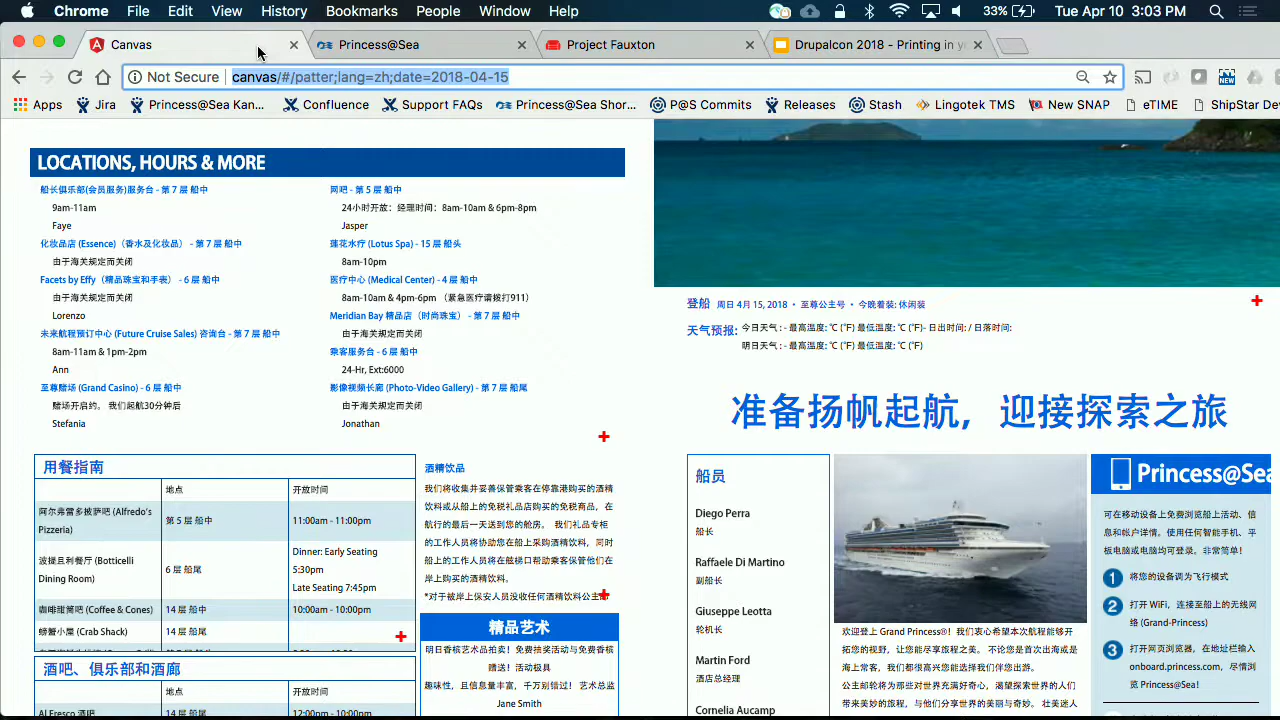 Chrome File Edit View History Bookmarks People Window Help 33% Tue Apr 10 3:03 PM
Canvas Princess@Sea Project Fauxton Drupalcon 2018 - Printing in y
Not Secure canvas/#/patter;lang=zh;date=2018-04-15
Apps Jira Princess@Sea Kan... Confluence Support FAQs Princess@Sea Shor... P@S Commits Releases Stash Lingotek TMS New SNAP eTIME ShipStar De
LOCATIONS, HOURS & MORE
船长俱乐部(会员服务)服务台 - 第 7 层 船中
9am-11am
Faye
化妆品店 (Essence)（香水及化妆品） - 第 7 层 船中
由于海关规定而关闭
Facets by Effy（精品珠宝和手表） - 6 层 船中
由于海关规定而关闭
Lorenzo
未来航程预订中心 (Future Cruise Sales) 咨询台 - 第 7 层 船中
8am-11am & 1pm-2pm
Ann
至尊赌场 (Grand Casino) - 6 层 船中
赌场开启约。 我们起航30分钟后
Stefania
网吧 - 第 5 层 船中
24小时开放：经理时间：8am-10am & 6pm-8pm
Jasper
莲花水疗 (Lotus Spa) - 15 层 船头
8am-10pm
医疗中心 (Medical Center) - 4 层 船中
8am-10am & 4pm-6pm （紧急医疗请拨打911）
Meridian Bay 精品店（时尚珠宝） - 第 7 层 船中
由于海关规定而关闭
乘客服务台 - 6 层 船中
24-Hr, Ext:6000
影像视频长廊 (Photo-Video Gallery) - 第 7 层 船尾
由于海关规定而关闭
Jonathan
用餐指南
地点 开放时间
阿尔弗雷多披萨吧 (Alfredo's Pizzeria) 第 5 层 船中 11:00am - 11:00pm
波提且利餐厅 (Botticelli Dining Room) 6 层 船尾 Dinner: Early Seating 5:30pm Late Seating 7:45pm
咖啡甜筒吧 (Coffee & Cones) 14 层 船中 10:00am - 10:00pm
螃蟹小屋 (Crab Shack) 14 层 船尾
酒吧、俱乐部和酒廊
地点 开放时间
Al Fresco 酒吧 14 层 船尾 12:00pm - 10:00pm
酒精饮品
我们将收集并妥善保管乘客在停靠港购买的酒精
饮料或从船上的免税礼品店购买的免税商品，在
航行的最后一天送到您的舱房。 我们礼品专柜
的工作人员将协助您在船上采购酒精饮料，同时
船上的工作人员将在舷梯口帮助乘客保管他们在
岸上购买的酒精饮料。
*对于被岸上保安人员没收任何酒精饮料公主邮
精品艺术
明日香槟艺术品拍卖！免费抽奖活动与免费香槟
赠送！活动极具
趣味性，且信息量丰富，千万别错过！ 艺术总监
Jane Smith
登船 周日 4月 15, 2018 • 至尊公主号 • 今晚着装: 休闲装
天气预报: 今日天气 : - 最高温度: °C (°F) 最低温度: °C (°F)- 日出时间: / 日落时间:
明日天气 : - 最高温度: °C (°F) 最低温度: °C (°F)
准备扬帆起航，迎接探索之旅
船员
Diego Perra
船长
Raffaele Di Martino
副船长
Giuseppe Leotta
轮机长
Martin Ford
酒店总经理
Cornelia Aucamp
欢迎登上 Grand Princess®！我们衷心希望本次航程能够开
拓您的视野，让您能尽享旅程之美。 不论您是首次出海或是
海上常客，我们都很高兴您能选择我们伴您出游。
公主邮轮将为那些对世界充满好奇心，渴望探索世界的人们
带来美妙的旅程，与他们分享世界的美丽与奇妙。 壮美迷人
Princess@Sea
可在移动设备上免费浏览船上活动、信
息和帐户详情。使用任何智能手机、平
板电脑或电脑均可登录。非常简单！
1 将您的设备调为飞行模式
2 打开 WiFi，连接至船上的无线网
络 (Grand-Princess)
3 打开网页浏览器，在地址栏输入
onboard.princess.com，尽情浏
览 Princess@Sea！